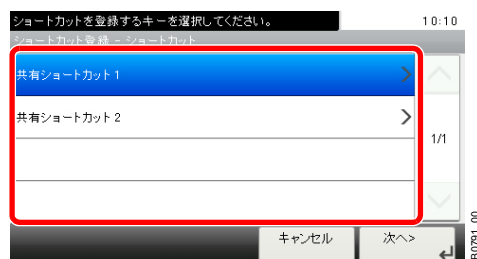 ショートカットを登録するキーを選択してください。 10:10
ショートカット登録 - ショートカット
共有ショートカット 1
共有ショートカット 2
1/1
キャンセル 次へ>
B0791_00